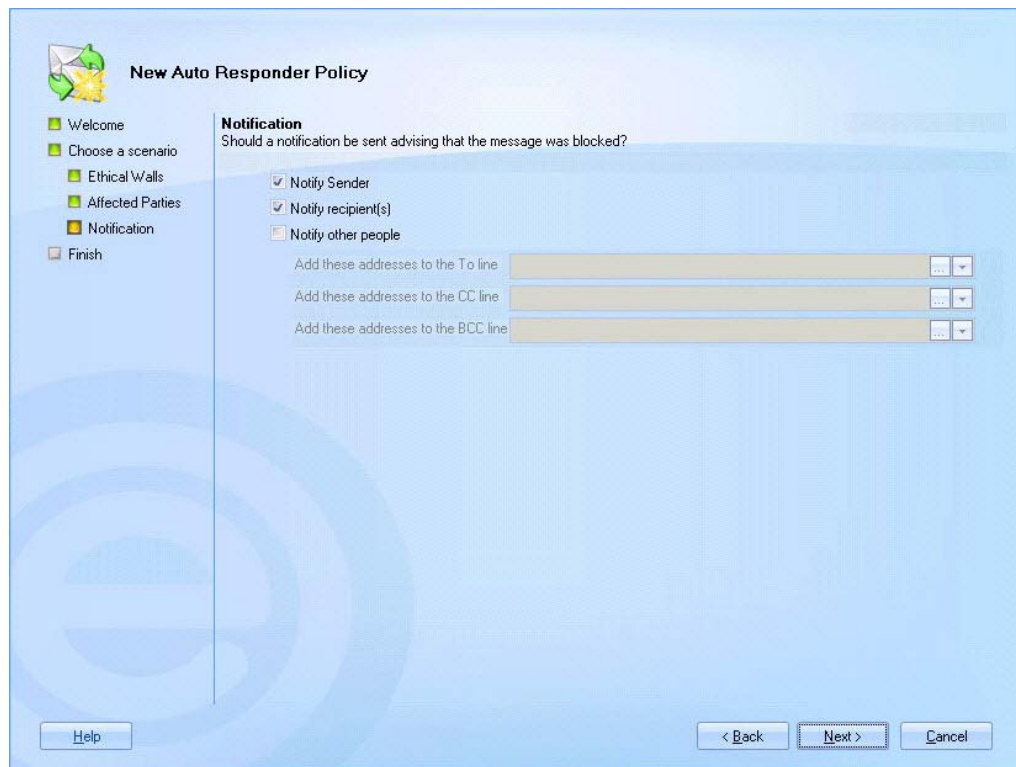 New Auto Responder Policy
Welcome
Choose a scenario
Ethical Walls
Affected Parties
Notification
Finish
Notification
Should a notification be sent advising that the message was blocked?
Notify Sender
Notify recipient(s)
Notify other people
Add these addresses to the To line
...
Add these addresses to the CC line
...
Add these addresses to the BCC line
...
Help
< Back
Next >
Cancel